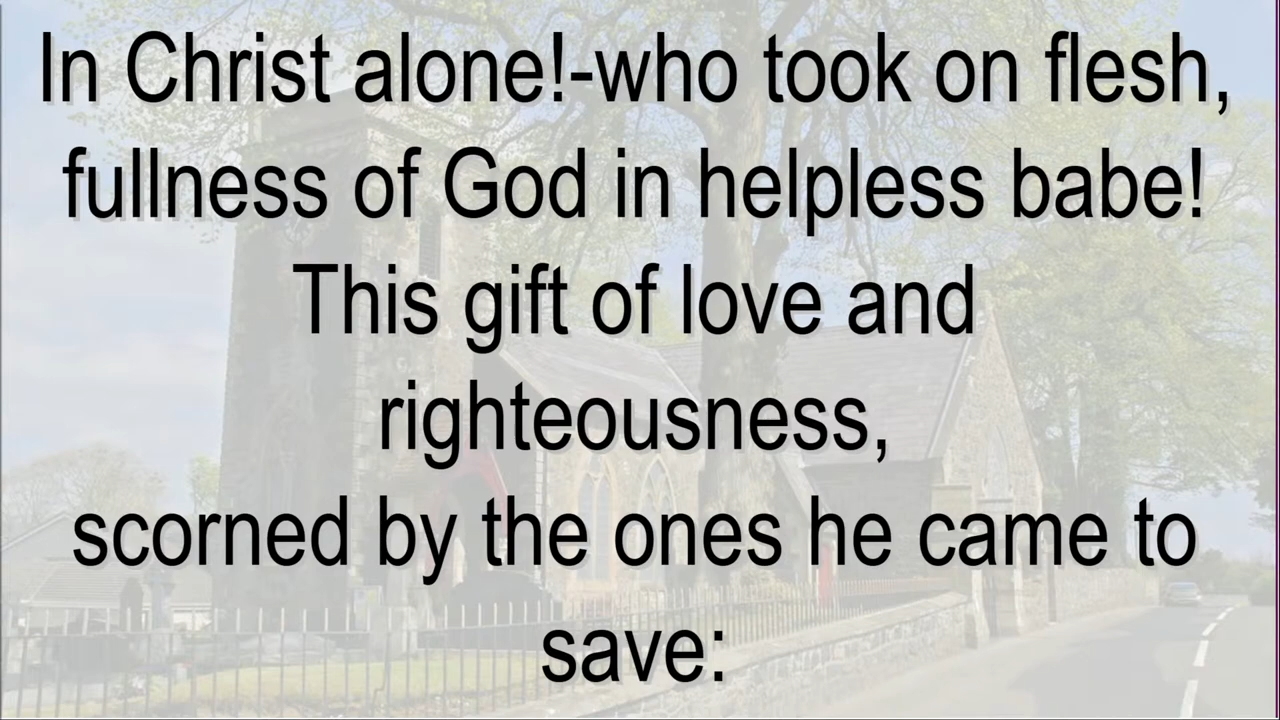 In Christ alone!-who took on flesh,
fullness of God in helpless babe!
This gift of love and
righteousness,
scorned by the ones he came to
save: